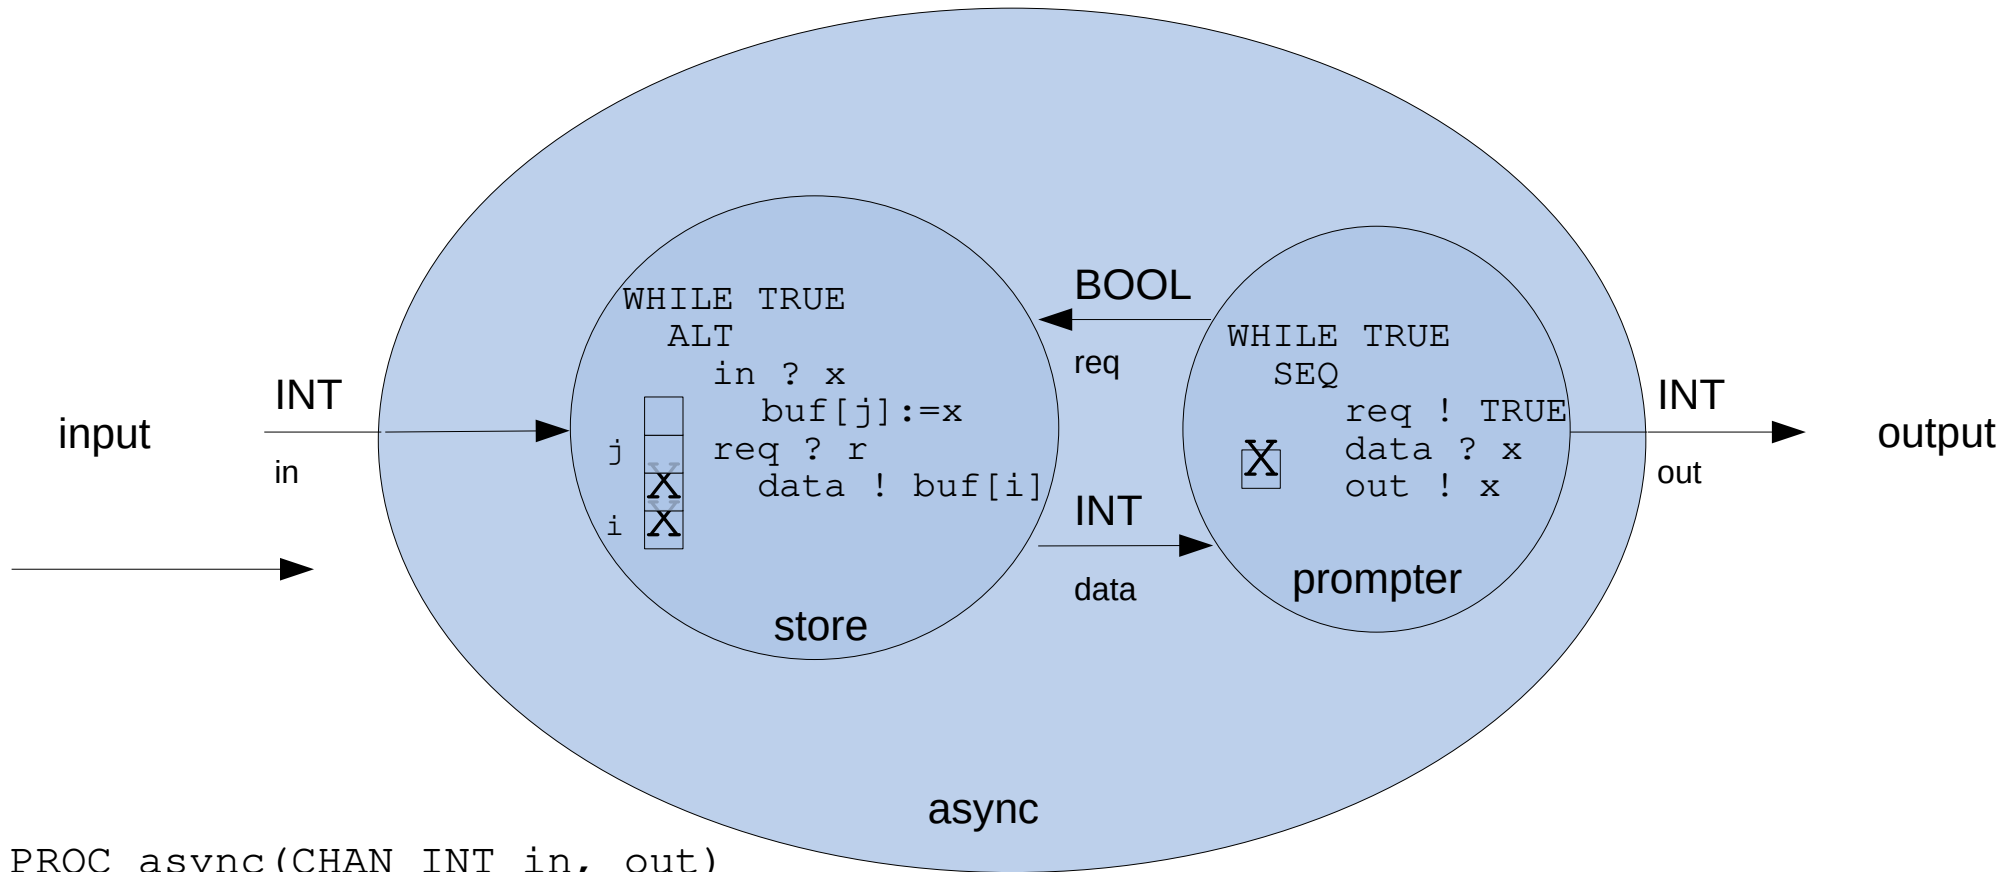 input
INT
in
WHILE TRUE
ALT
in ? x
buf[j]:=x
j
req ? r
X
data ! buf[i]
i
X
store
BOOL
req
INT
data
WHILE TRUE
SEQ
req ! TRUE
data ? x
X
out ! x
prompter
INT
out
output
async
PROC async(CHAN INT in, out)